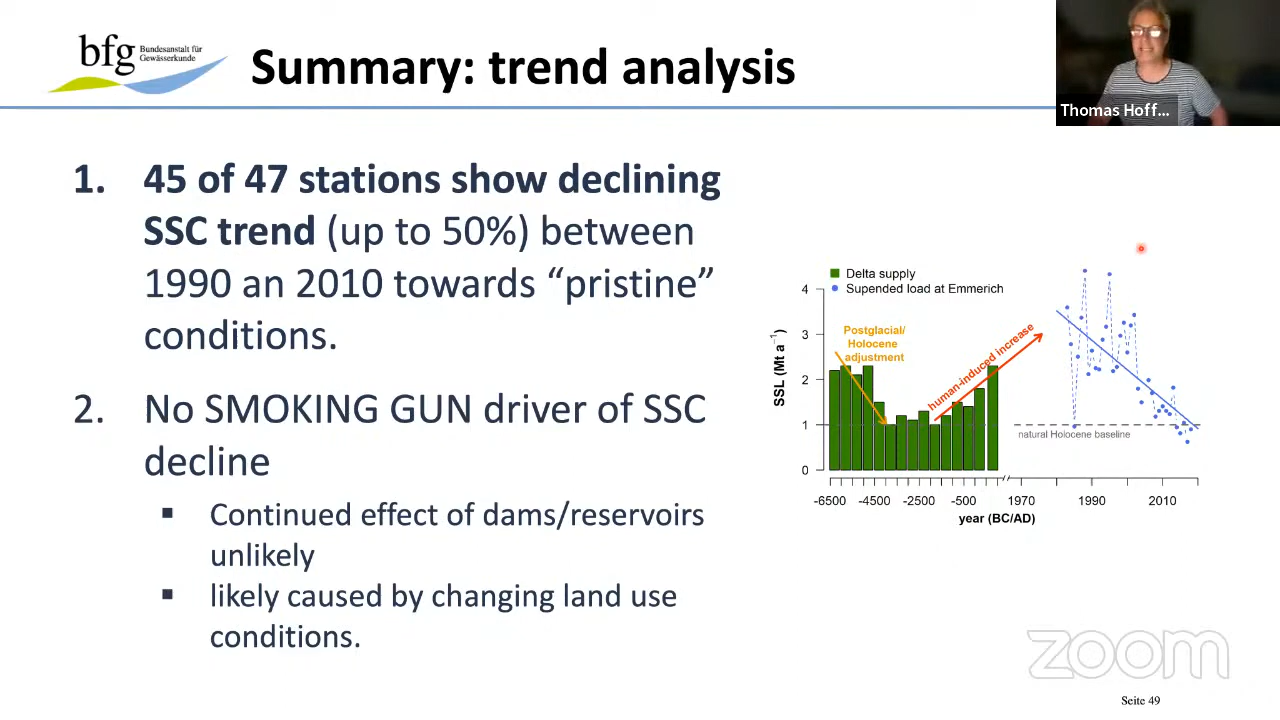 bfg
Bundesanstalt für
Gewässerkunde
Summary: trend analysis
Thomas Hoff...
1. 45 of 47 stations show declining
SSC trend (up to 50%) between
1990 an 2010 towards “pristine”
conditions.
2. No SMOKING GUN driver of SSC
decline
▪ Continued effect of dams/reservoirs
unlikely
▪ likely caused by changing land use
conditions.
Delta supply
Supended load at Emmerich
Postglacial/
Holocene
adjustment
human-induced increase
natural Holocene baseline
SSL (Mt a⁻¹)
4
3
2
1
0
-6500 -4500 -2500 -500 1970 1990 2010
year (BC/AD)
zoom
Seite 49